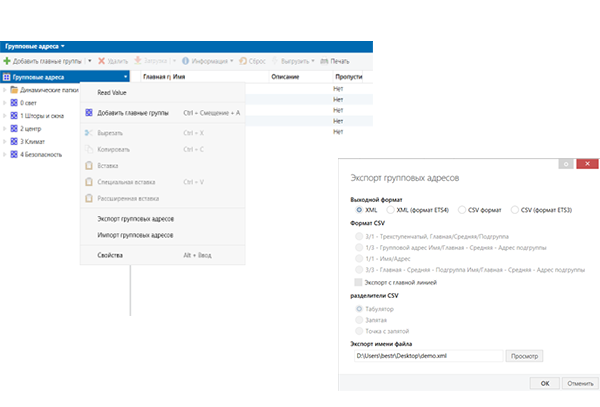 Групповые адреса
Добавить главные группы Удалить Загрузка Информация Сброс Выгрузить Печать
Групповые адреса Главная гр Имя Описание Пропусти
Динамические папки Нет
0 свет Нет
1 Шторы и окна Нет
2 центр Нет
3 Климат Нет
4 Безопасность
Read Value
Добавить главные группы Ctrl + Смещение + A
Вырезать Ctrl + X
Копировать Ctrl + C
Вставка
Специальная вставка Ctrl + V
Расширенная вставка
Экспорт групповых адресов
Импорт групповых адресов
Свойства Alt + Ввод
Экспорт групповых адресов
Выходной формат
XML XML (формат ETS4) CSV формат CSV (формат ETS3)
Формат CSV
3/1 - Трехступенчатый, Главная/Средняя/Подгруппа
1/3 - Групповой адрес Имя/Главная - Средняя - Адрес подгруппы
1/1 - Имя/Адрес
3/3 - Главная - Средняя - Подгруппа Имя/Главная - Средняя - Адрес подгруппы
Экспорт с главной линией
разделители CSV
Табулятор
Запятая
Точка с запятой
Экспорт имени файла
D:\Users\bestr\Desktop\demo.xml Просмотр
OK Отменить